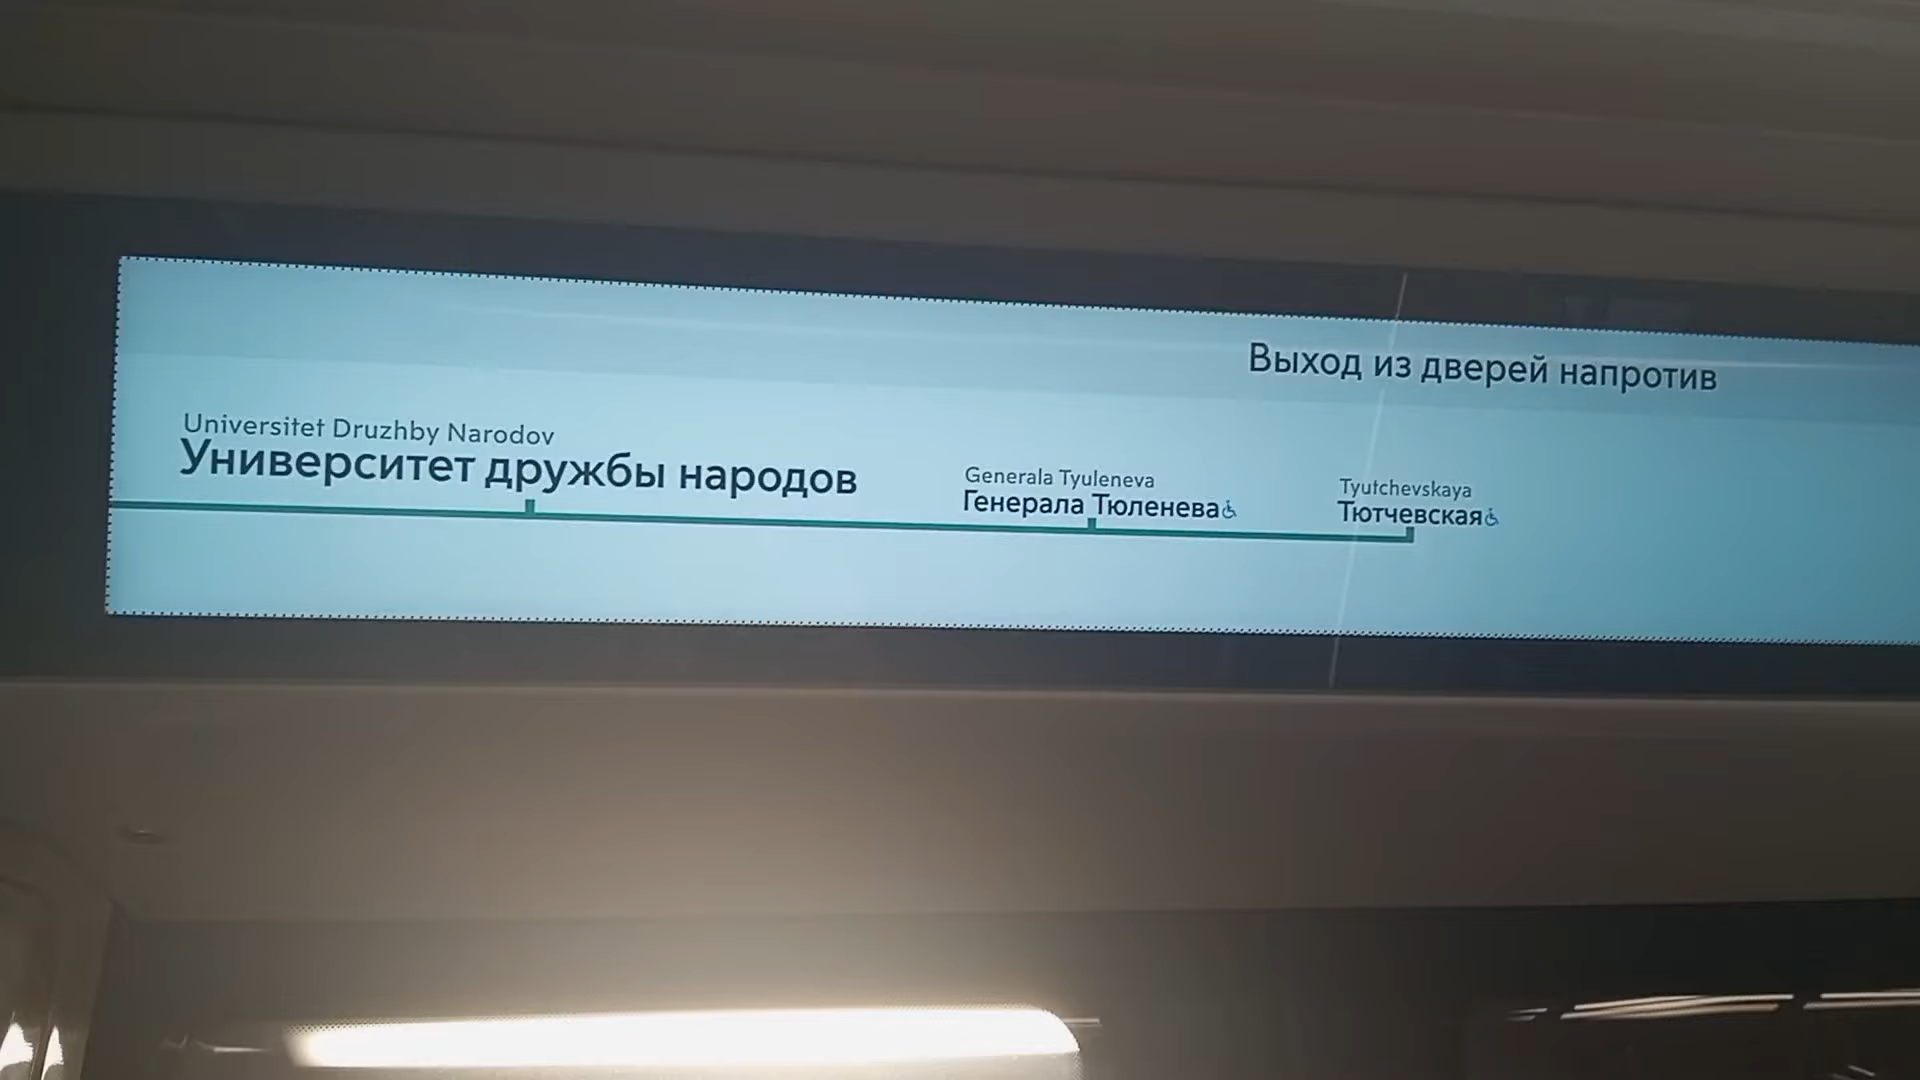 Выход из дверей напротив
Universitet Druzhby Narodov
Университет дружбы народов
Generala Tyuleneva
Генерала Тюленева
Tyutchevskaya
Тютчевская